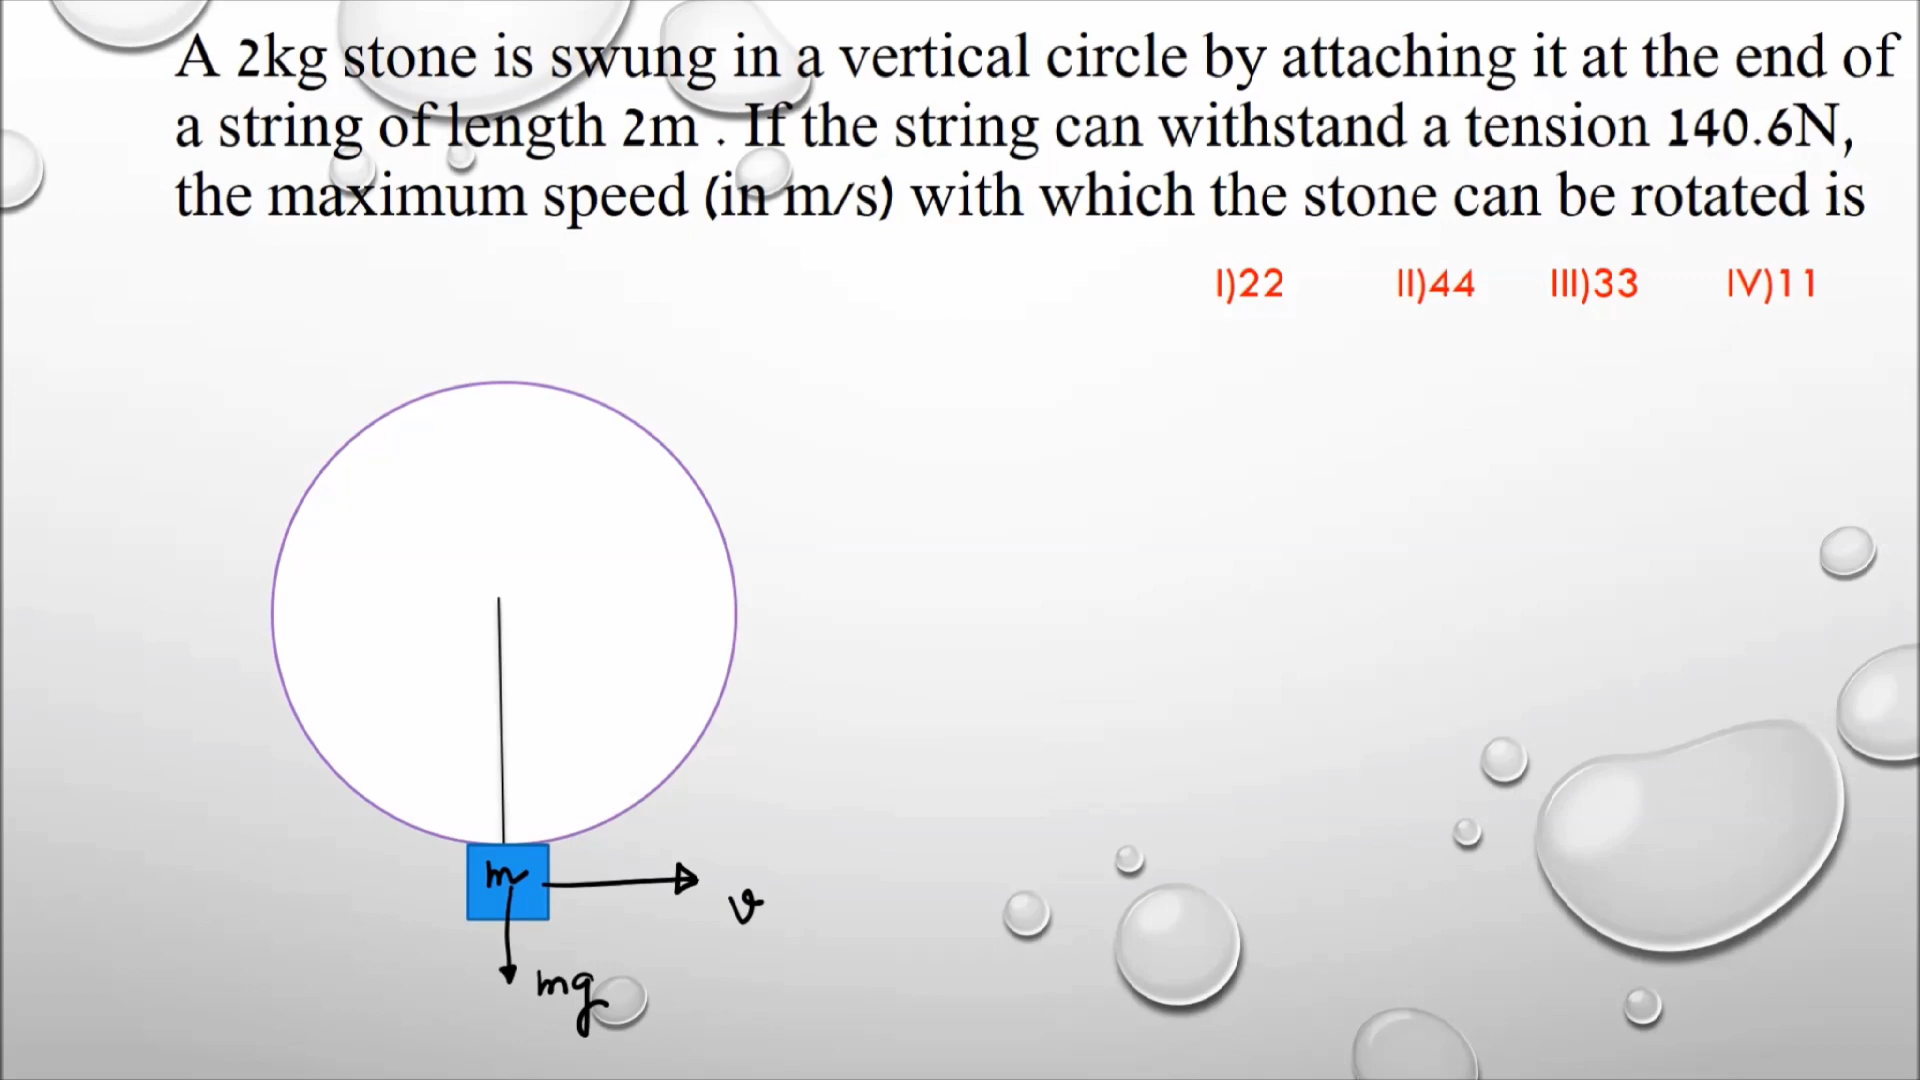 A 2kg stone is swung in a vertical circle by attaching it at the end of
a string of length 2m . If the string can withstand a tension 140.6N,
the maximum speed (in m/s) with which the stone can be rotated is
I)22 II)44 III)33 IV)11
m
v
mg